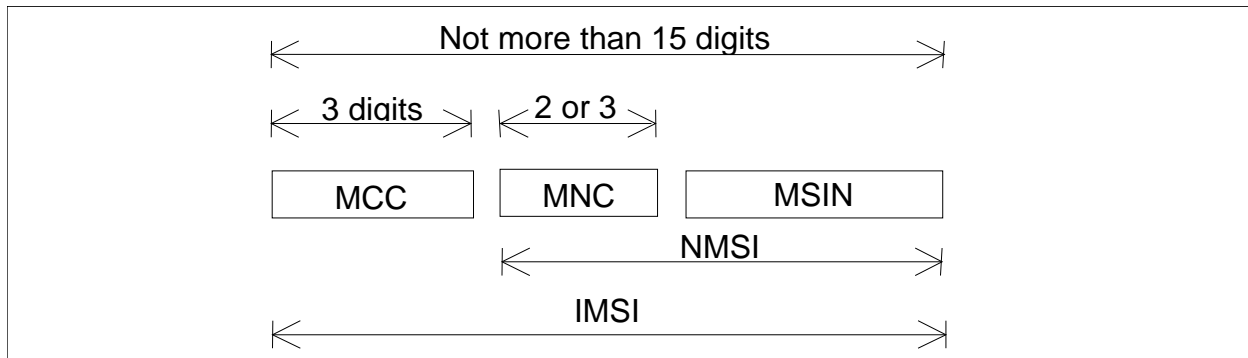 Not more than 15 digits
3 digits
2 or 3
MCC
MNC
MSIN
NMSI
IMSI